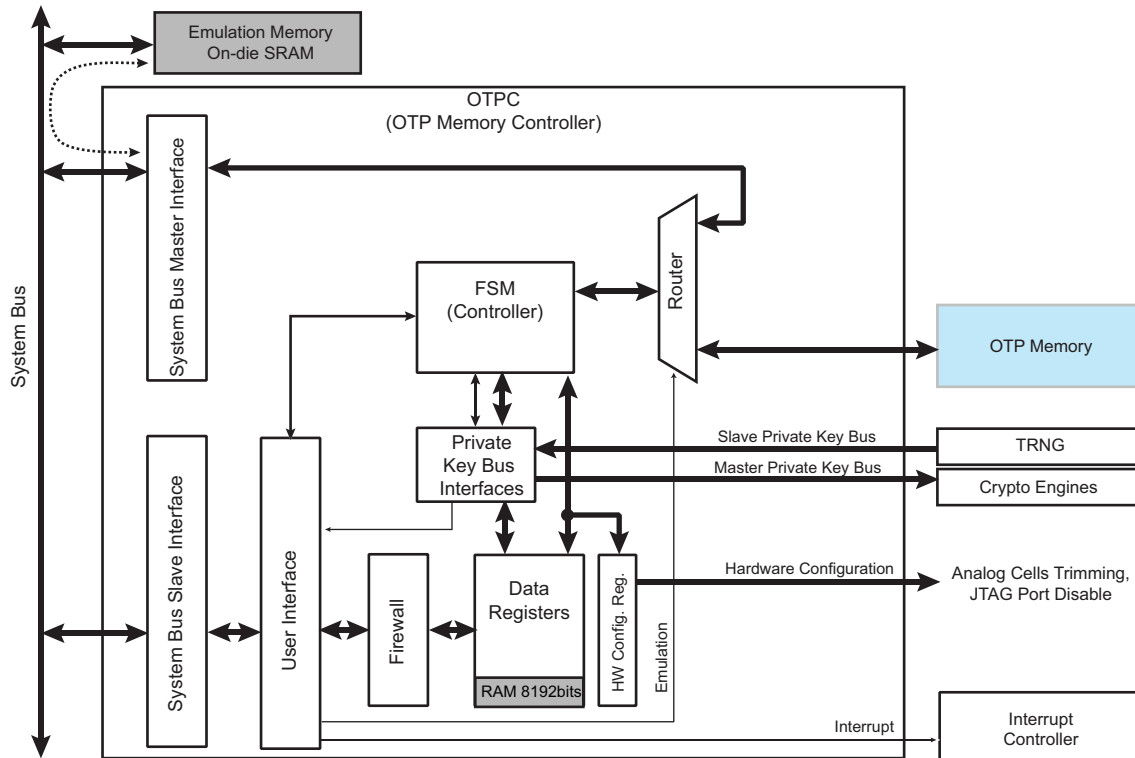 Emulation Memory
On-die SRAM
OTPC
(OTP Memory Controller)
System Bus
System Bus Master Interface
FSM
(Controller)
Router
OTP Memory
Private
Key Bus
Interfaces
Slave Private Key Bus
TRNG
Master Private Key Bus
Crypto Engines
System Bus Slave Interface
User Interface
Firewall
Data
Registers
RAM 8192bits
HW Config. Reg.
Hardware Configuration
Analog Cells Trimming,
JTAG Port Disable
Emulation
Interrupt
Interrupt
Controller